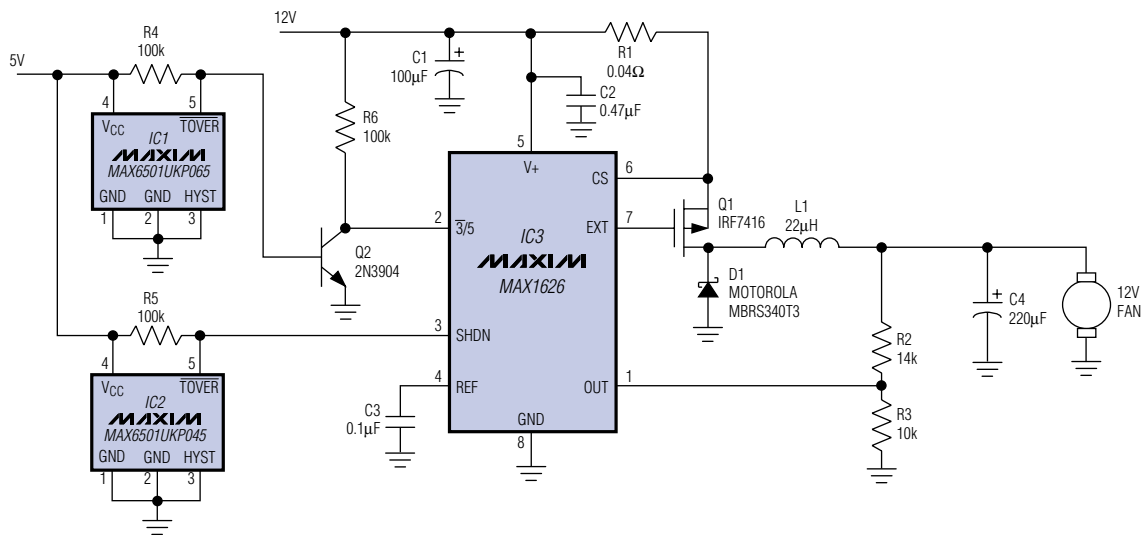 12V
5V
R4
100k
4
5
VCC
TOVER
IC1
MAXIM
MAX6501UKP065
GND
GND
HYST
1
2
3
R6
100k
C1
100µF
+
C2
0.47µF
R1
0.04Ω
Q2
2N3904
5
V+
CS
6
2
3/5
EXT
7
IC3
MAXIM
MAX1626
3
SHDN
4
REF
OUT
1
GND
8
C3
0.1µF
Q1
IRF7416
L1
22µH
D1
MOTOROLA
MBRS340T3
R2
14k
R3
10k
+
C4
220µF
12V
FAN
R5
100k
4
5
VCC
TOVER
IC2
MAXIM
MAX6501UKP045
GND
GND
HYST
1
2
3